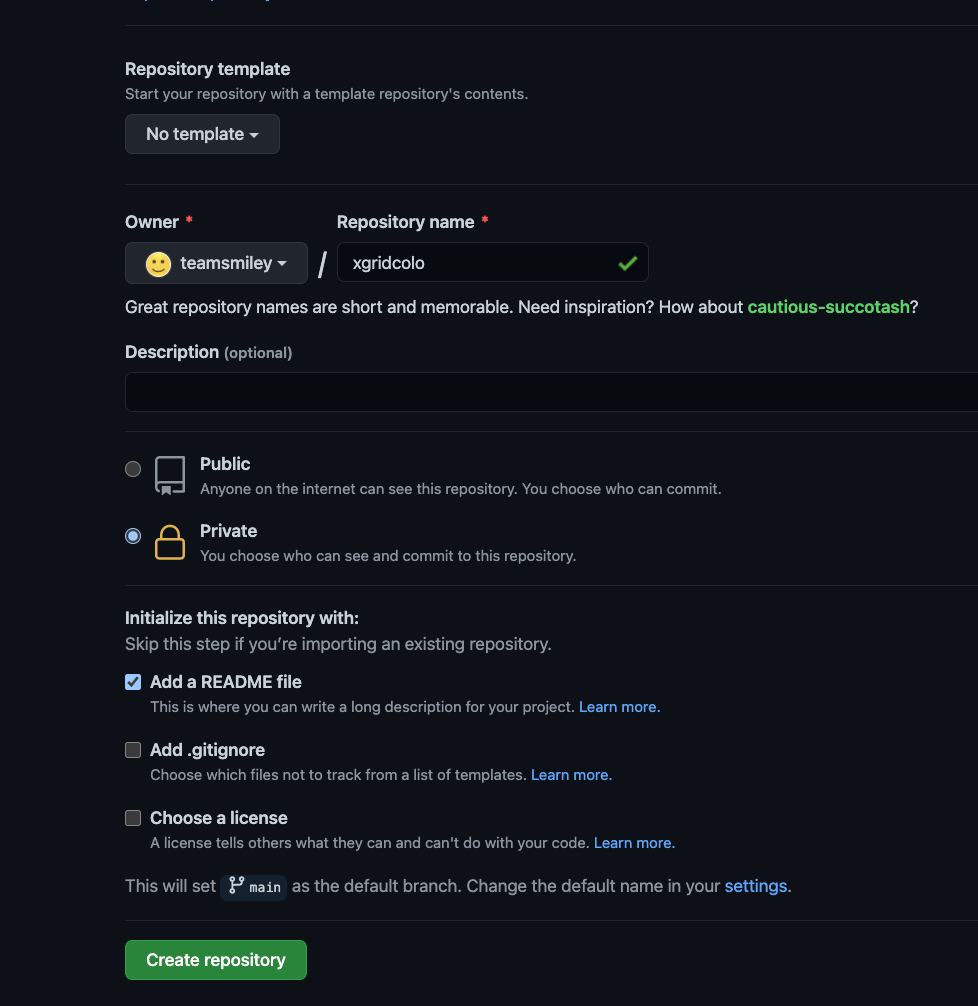 Repository template
Start your repository with a template repository's contents.
No template
Owner * Repository name *
teamsmiley / xgridcolo
Great repository names are short and memorable. Need inspiration? How about cautious-succotash?
Description (optional)
Public
Anyone on the internet can see this repository. You choose who can commit.
Private
You choose who can see and commit to this repository.
Initialize this repository with:
Skip this step if you’re importing an existing repository.
Add a README file
This is where you can write a long description for your project. Learn more.
Add .gitignore
Choose which files not to track from a list of templates. Learn more.
Choose a license
A license tells others what they can and can't do with your code. Learn more.
This will set main as the default branch. Change the default name in your settings.
Create repository